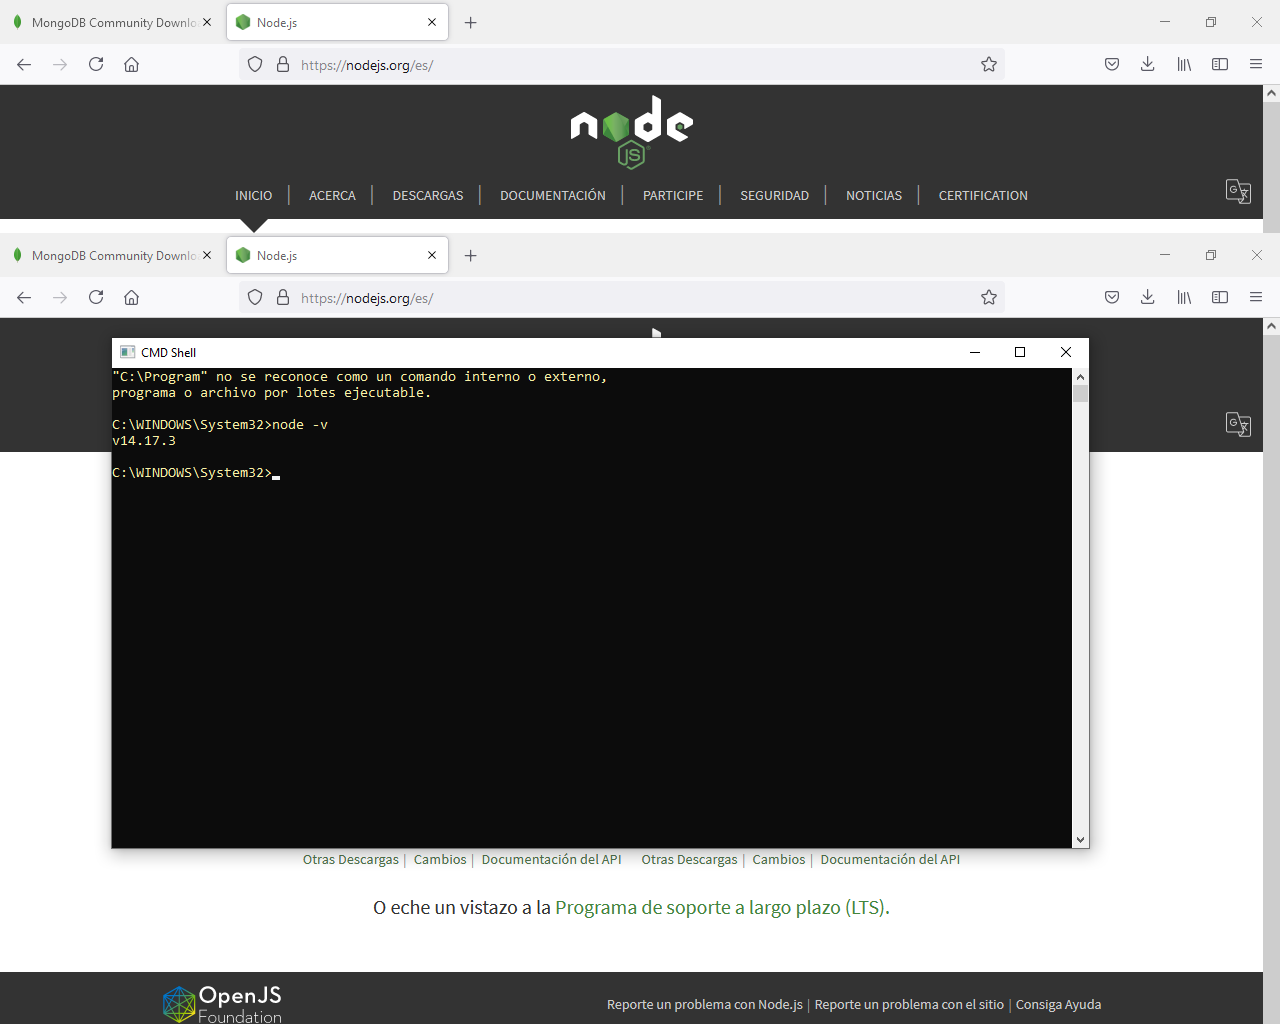 MongoDB Community Downlo
Node.js
https://nodejs.org/es/
node
JS
INICIO | ACERCA | DESCARGAS | DOCUMENTACIÓN | PARTICIPE | SEGURIDAD | NOTICIAS | CERTIFICATION
MongoDB Community Downlo
Node.js
https://nodejs.org/es/
CMD Shell
"C:\Program" no se reconoce como un comando interno o externo,
programa o archivo por lotes ejecutable.
C:\WINDOWS\System32>node -v
v14.17.3
C:\WINDOWS\System32>
Otras Descargas | Cambios | Documentación del API Otras Descargas | Cambios | Documentación del API
O eche un vistazo a la Programa de soporte a largo plazo (LTS).
OpenJS
Foundation
Reporte un problema con Node.js | Reporte un problema con el sitio | Consiga Ayuda